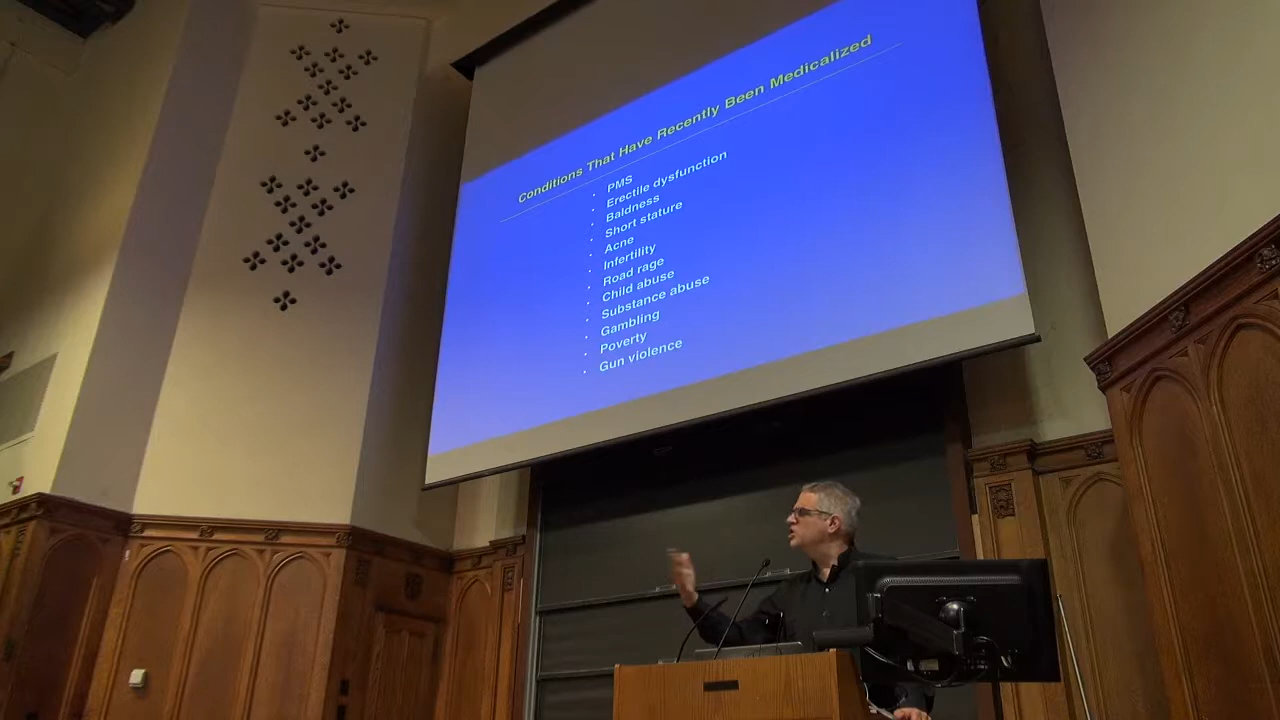 Conditions That Have Recently Been Medicalized
PMS
Erectile dysfunction
Baldness
Short stature
Acne
Infertility
Road rage
Child abuse
Substance abuse
Gambling
Poverty
Gun violence